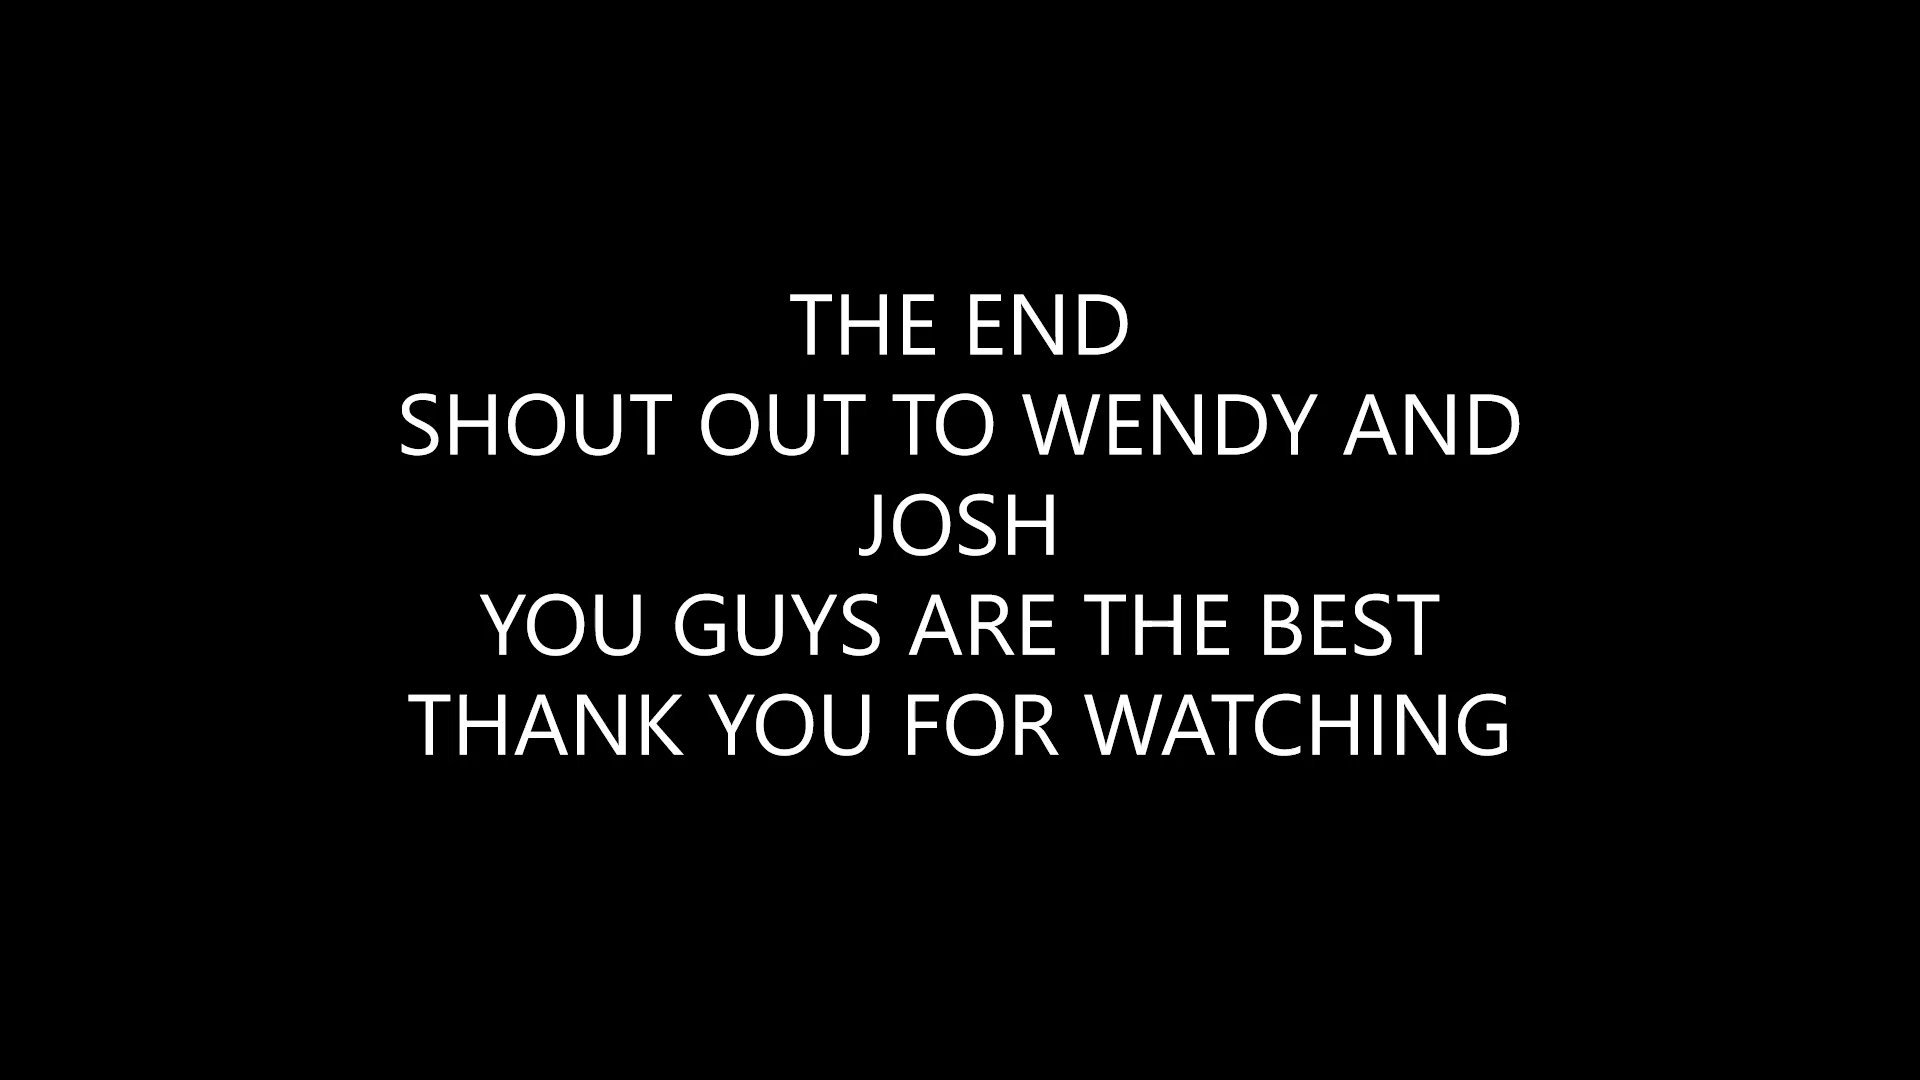 THE END
SHOUT OUT TO WENDY AND
JOSH
YOU GUYS ARE THE BEST
THANK YOU FOR WATCHING